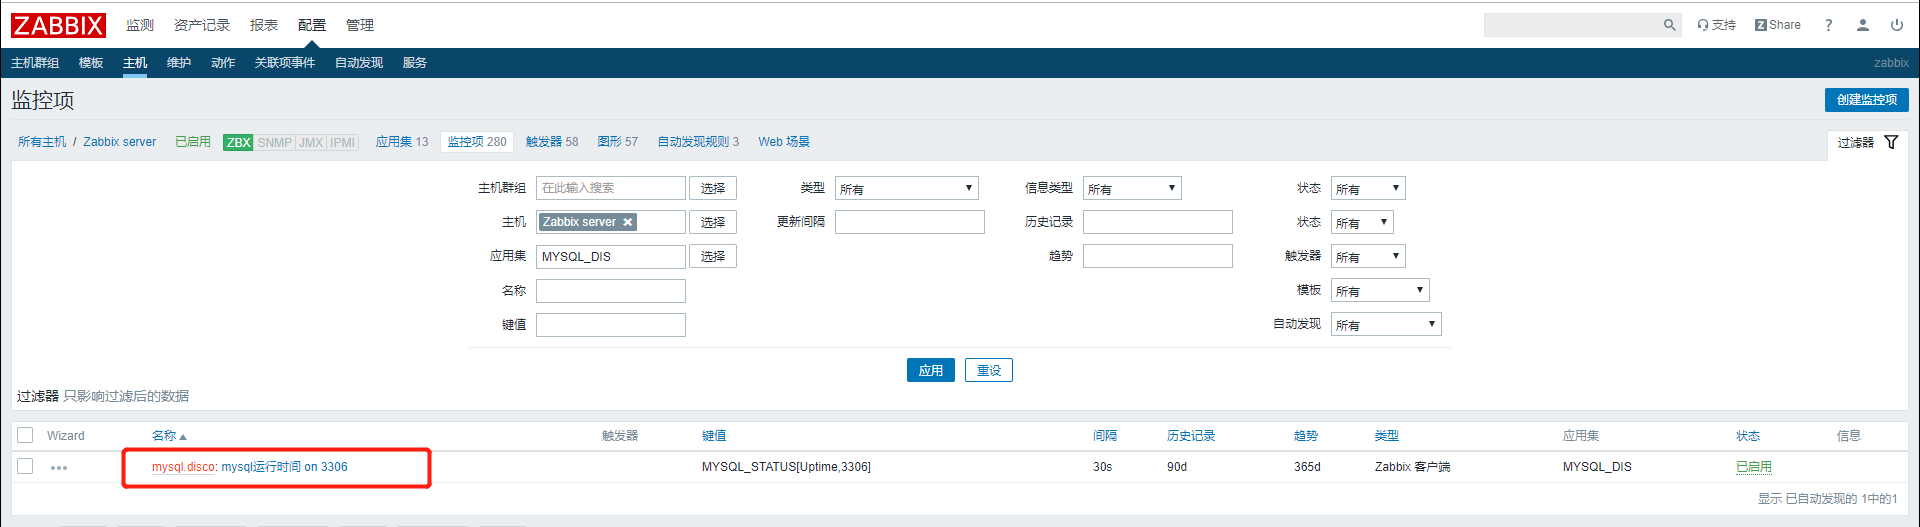 ZABBIX 监测 资产记录 报表 配置 管理 支持 Z Share ?
主机群组 模板 主机 维护 动作 关联项事件 自动发现 服务 zabbix
监控项 创建监控项
所有主机 / Zabbix server 已启用 ZBX SNMP JMX IPMI 应用集 13 监控项 280 触发器 58 图形 57 自动发现规则 3 Web 场景 过滤器
主机群组 在此输入搜索 选择 类型 所有 信息类型 所有 状态 所有
主机 Zabbix server 选择 更新间隔 历史记录 状态 所有
应用集 MYSQL_DIS 选择 趋势 触发器 所有
名称 模板 所有
键值 自动发现 所有
应用 重设
过滤器 只影响过滤后的数据
Wizard 名称 触发器 键值 间隔 历史记录 趋势 类型 应用集 状态 信息
mysql.disco: mysql运行时间 on 3306 MYSQL_STATUS[Uptime,3306] 30s 90d 365d Zabbix 客户端 MYSQL_DIS 已启用
显示 已自动发现的 1中的1